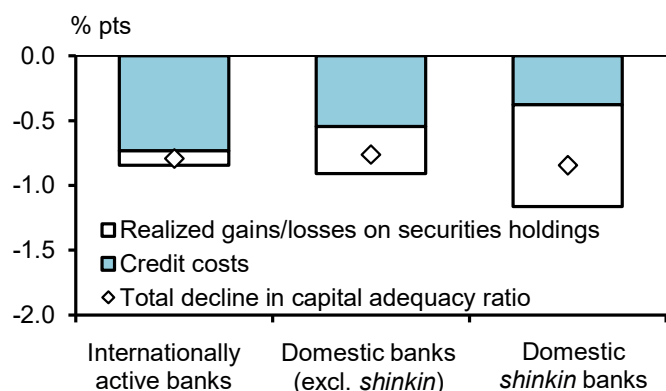 % pts
0.0
-0.5
-1.0
-1.5
-2.0
Realized gains/losses on securities holdings
Credit costs
Total decline in capital adequacy ratio
Internationally
active banks
Domestic banks
(excl. shinkin)
Domestic
shinkin banks